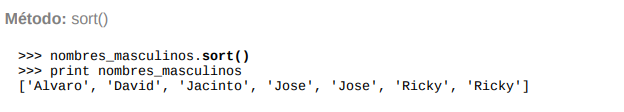 Método: sort()
>>> nombres_masculinos.sort()
>>> print nombres_masculinos
['Alvaro', 'David', 'Jacinto', 'Jose', 'Jose', 'Ricky', 'Ricky']